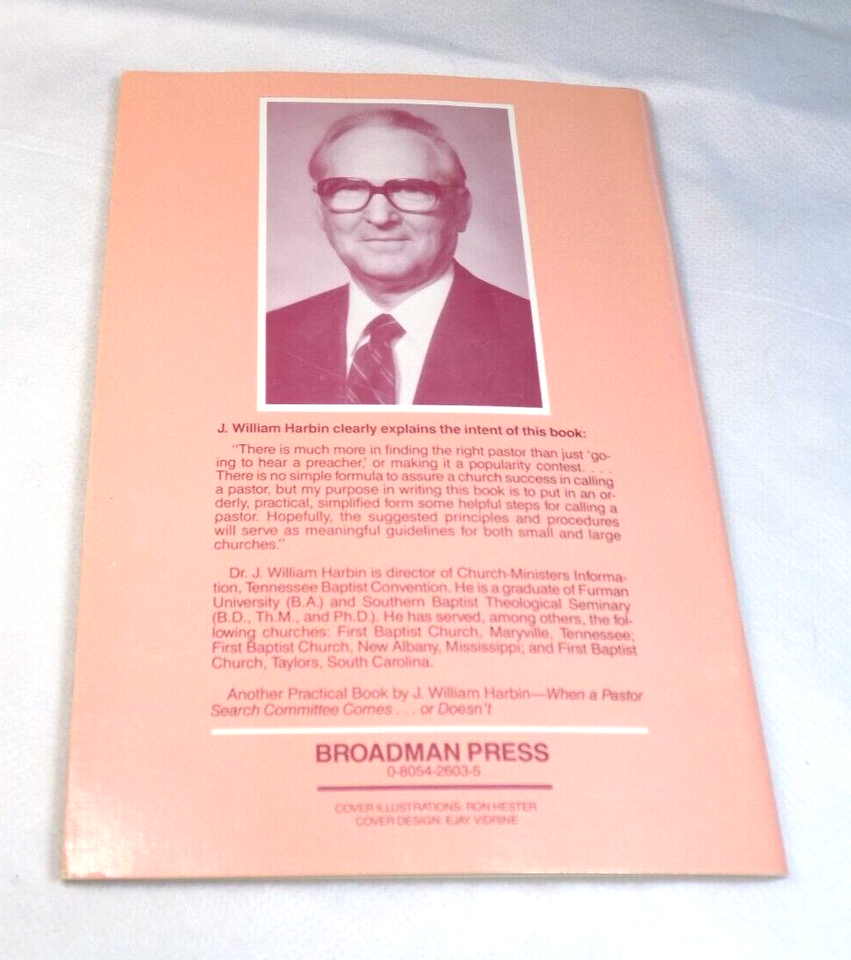 J. William Harbin clearly explains the intent of this book:
"There is much more in finding the right pastor than just 'go-
ing to hear a preacher,' or making it a popularity contest. . . .
There is no simple formula to assure a church success in calling
a pastor, but my purpose in writing this book is to put in an or-
derly, practical, simplified form some helpful steps for calling a
pastor. Hopefully, the suggested principles and procedures
will serve as meaningful guidelines for both small and large
churches."
Dr. J. William Harbin is director of Church-Ministers Informa-
tion, Tennessee Baptist Convention. He is a graduate of Furman
University (B.A.) and Southern Baptist Theological Seminary
(B.D., Th.M., and Ph.D.). He has served, among others, the fol-
lowing churches: First Baptist Church, Maryville, Tennessee;
First Baptist Church, New Albany, Mississippi; and First Baptist
Church, Taylors, South Carolina.
Another Practical Book by J. William Harbin—When a Pastor
Search Committee Comes . . . or Doesn't
BROADMAN PRESS
0-8054-2603-5
COVER ILLUSTRATIONS: RON HESTER
COVER DESIGN: EJAY VIDRINE